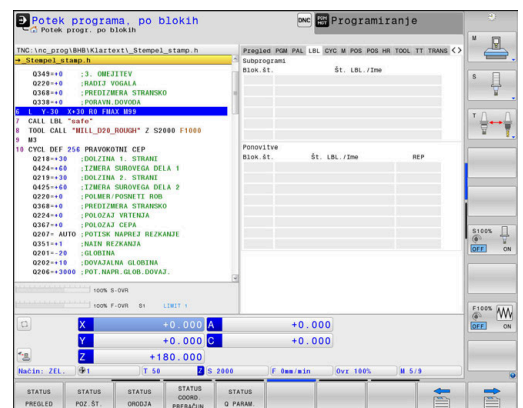 Potek programa, po blokih
Potek progr. po blokih
DNC
Programiranje
TNC:\nc_prog\BHB\Klartext\_Stempel_stamp.h
→_Stempel_stamp.h
Q349=+0 ;3. OMEJITEV
Q220=+0 ;RADIJ VOGALA
Q368=+0 ;PREDIZMERA STRANSKO
Q338=+0 ;PORAVN.DOVODA
6 L Y-30 X+30 R0 FMAX M99
7 CALL LBL "safe"
8 TOOL CALL "MILL_D20_ROUGH" Z S2000 F1000
9 M3
10 CYCL DEF 256 PRAVOKOTNI CEP
Q218=+30 ;DOLZINA 1. STRANI
Q424=+60 ;IZMERA SUROVEGA DELA 1
Q219=+30 ;DOLZINA 2. STRANI
Q425=+60 ;IZMERA SUROVEGA DELA 2
Q220=+0 ;POLMER/POSNETI ROB
Q368=+0 ;PREDIZMERA STRANSKO
Q224=+0 ;POLOZAJ VRTENJA
Q367=+0 ;POLOZAJ CEPA
Q207= AUTO ;POTISK NAPREJ REZKANJE
Q351=+1 ;NAIN REZKANJA
Q201=-20 ;GLOBINA
Q202=+10 ;DOVAJALNA GLOBINA
Q206=+3000 ;POT.NAPR.GLOB.DOVAJ.
Pregled PGM PAL LBL CYC M POS POS HR TOOL TT TRANS
Subprogrami
Blok.št. Št. LBL./Ime
Ponovitve
Blok.št. Št. LBL./Ime REP
100% S-OVR
100% F-OVR S1 LIMIT 1
X +0.000 A +0.000
Y +0.000 C +0.000
Z +180.000
Način: ŽEL. 1 T 50 Z S 2000 F 0mm/min Ovr 100% M 5/9
STATUS PREGLED
STATUS POZ.ŠT.
STATUS ORODJA
STATUS COORD. PRERAČUN
STATUS Q PARAM.
M
S
T
S100%
OFF ON
F100%
OFF ON